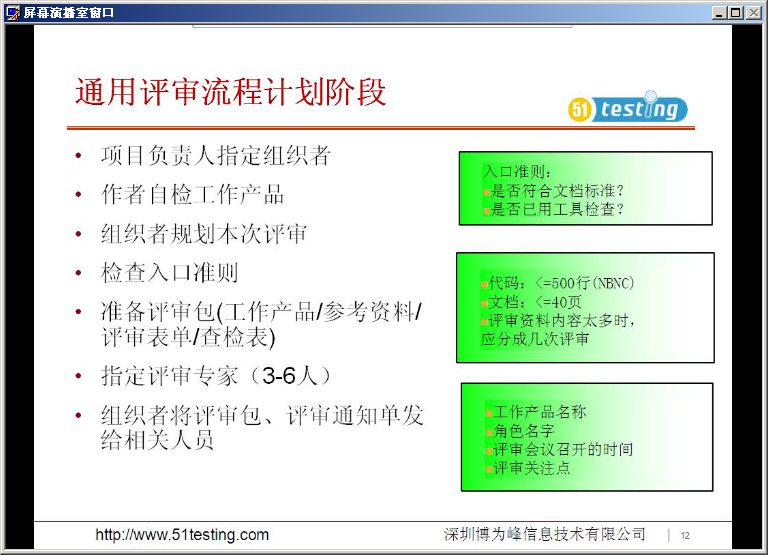 屏幕演播室窗口
通用评审流程计划阶段
51 testing
• 项目负责人指定组织者
• 作者自检工作产品
• 组织者规划本次评审
• 检查入口准则
• 准备评审包(工作产品/参考资料/
评审表单/查检表)
• 指定评审专家（3-6人）
• 组织者将评审包、评审通知单发
给相关人员
入口准则：
是否符合文档标准？
是否已用工具检查？
代码：<=500行(NBNC)
文档：<=40页
评审资料内容太多时，
应分成几次评审
工作产品名称
角色名字
评审会议召开的时间
评审关注点
http://www.51testing.com
深圳博为峰信息技术有限公司 | 12